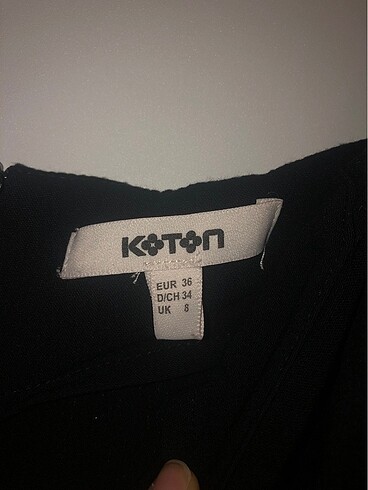 KOTON
EUR 36
D/CH 34
UK 8